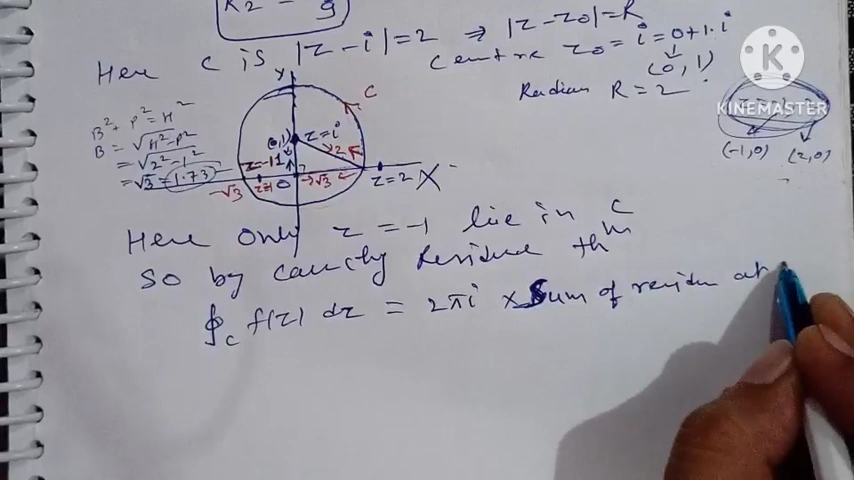 R2 = 9
Here C is |z-i|=2 ⇒ |z-z0|=R
Centre z0 = i = 0+1·i
(0, 1)
Radius R = 2
KINEMASTER
(-1,0) (2,0)
B²+P²=H²
B = √H²-P²
= √2²-1²
= √3 = 1.73
Y
C
(0,1) z=i
2
-√3 z=-1 0 √3 z=2 X
Here only z = -1 lie in C
So by cauchy Residue thm
∮c f(z) dz = 2πi × Sum of residu at